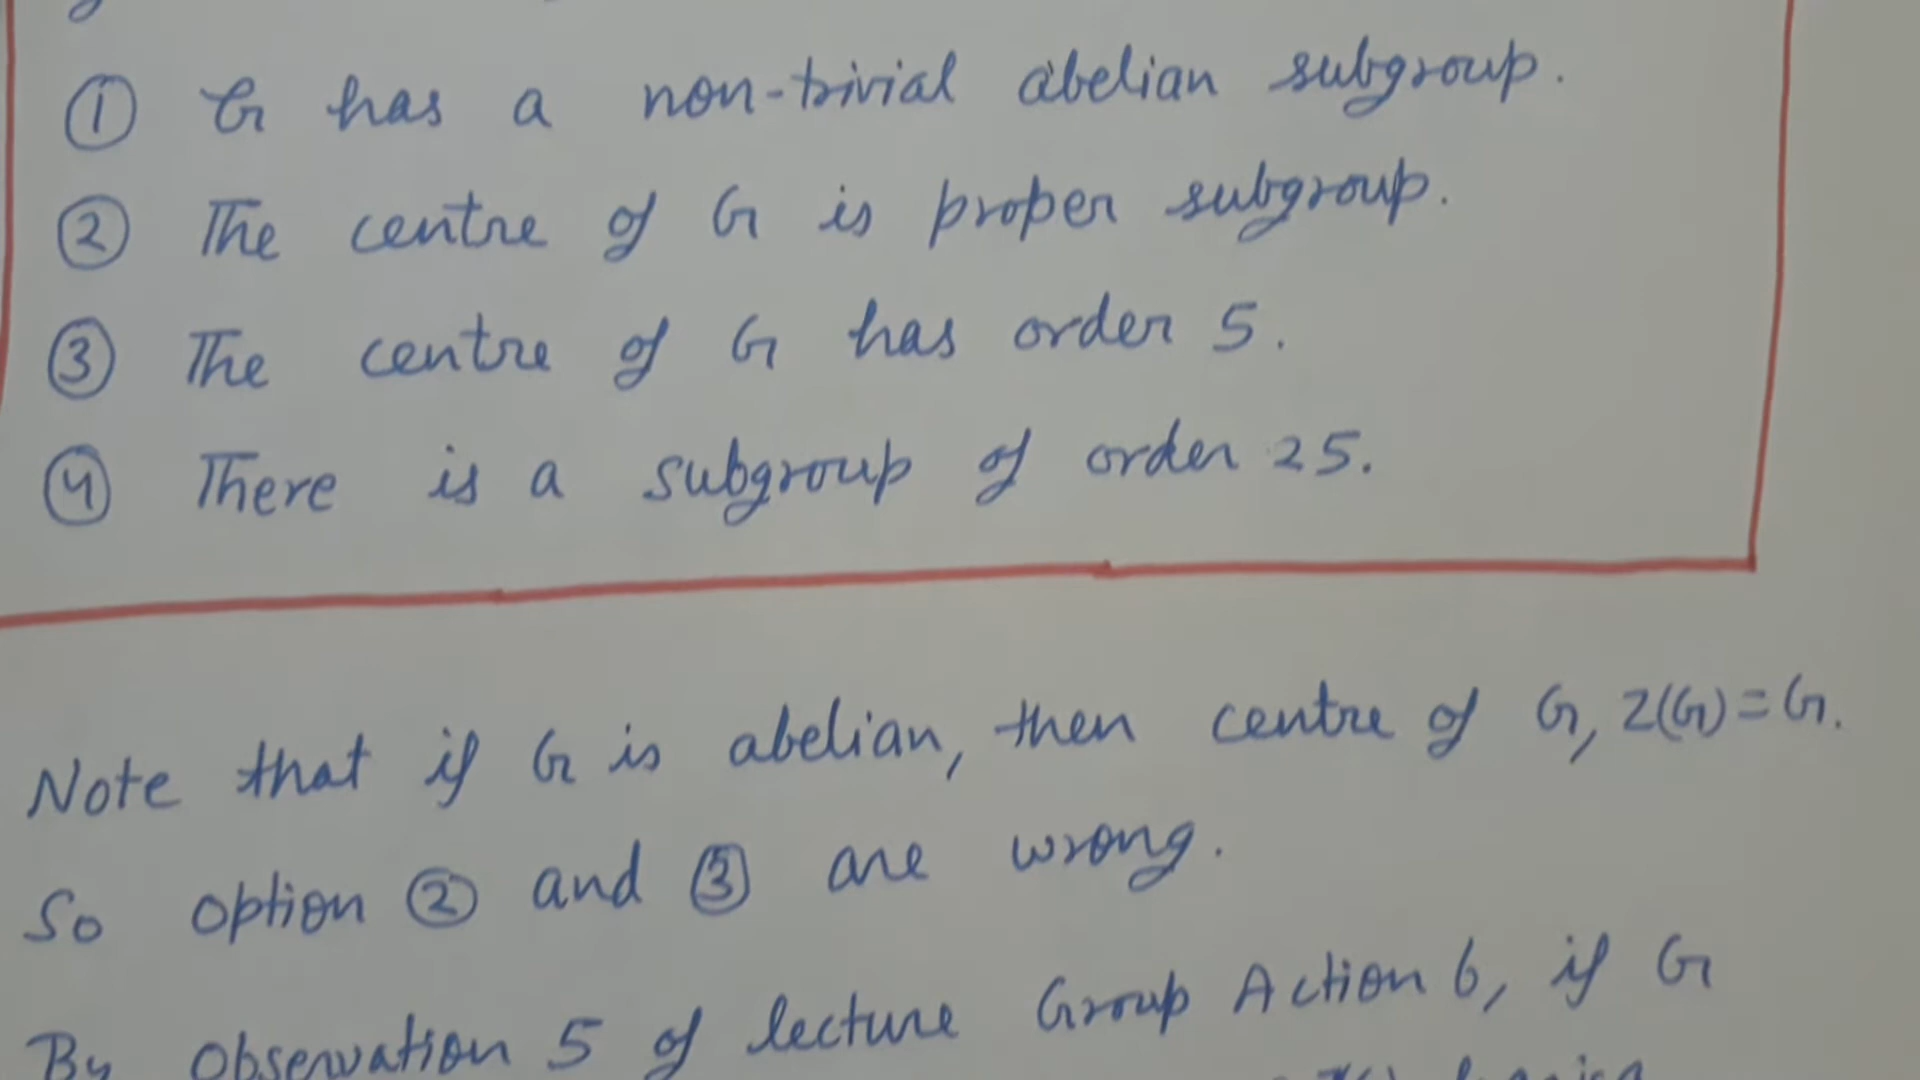 ① G has a non-trivial abelian subgroup.
② The centre of G is proper subgroup.
③ The centre of G has order 5.
④ There is a subgroup of order 25.
Note that if G is abelian, then centre of G, Z(G)=G.
So option ② and ③ are wrong.
By Observation 5 of lecture Group Action 6, if G